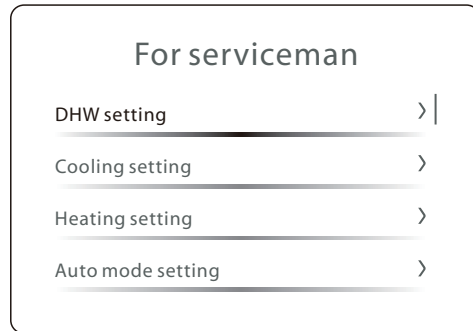 For serviceman
DHW setting
Cooling setting
Heating setting
Auto mode setting